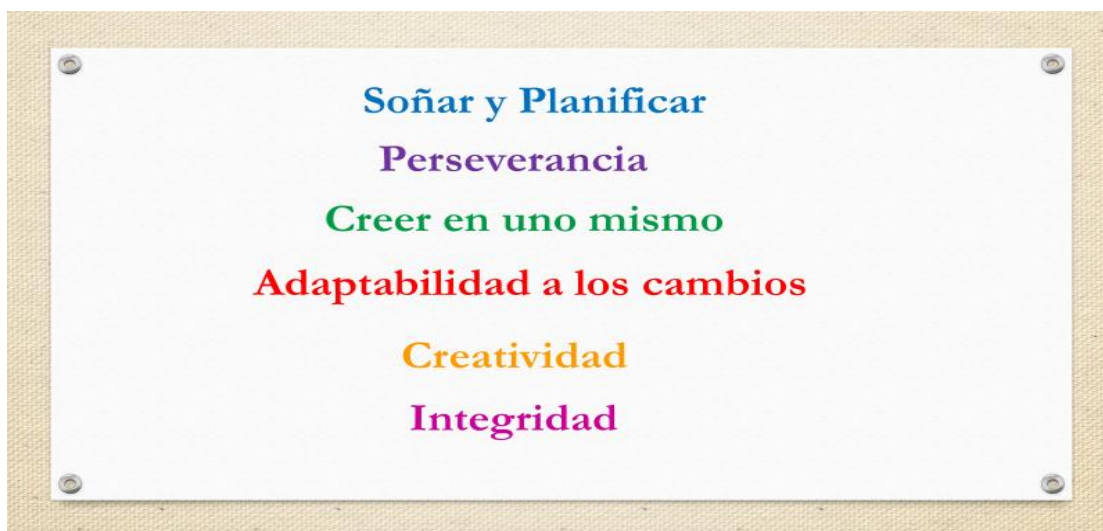 Soñar y Planificar
Perseverancia
Creer en uno mismo
Adaptabilidad a los cambios
Creatividad
Integridad